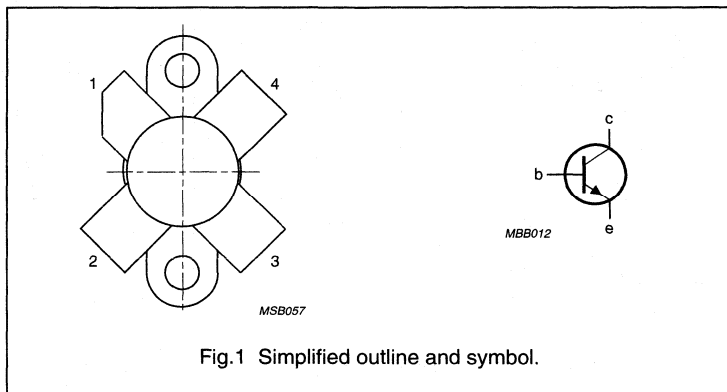 1
4
c
b
MBB012
e
2
3
MSB057
Fig.1 Simplified outline and symbol.